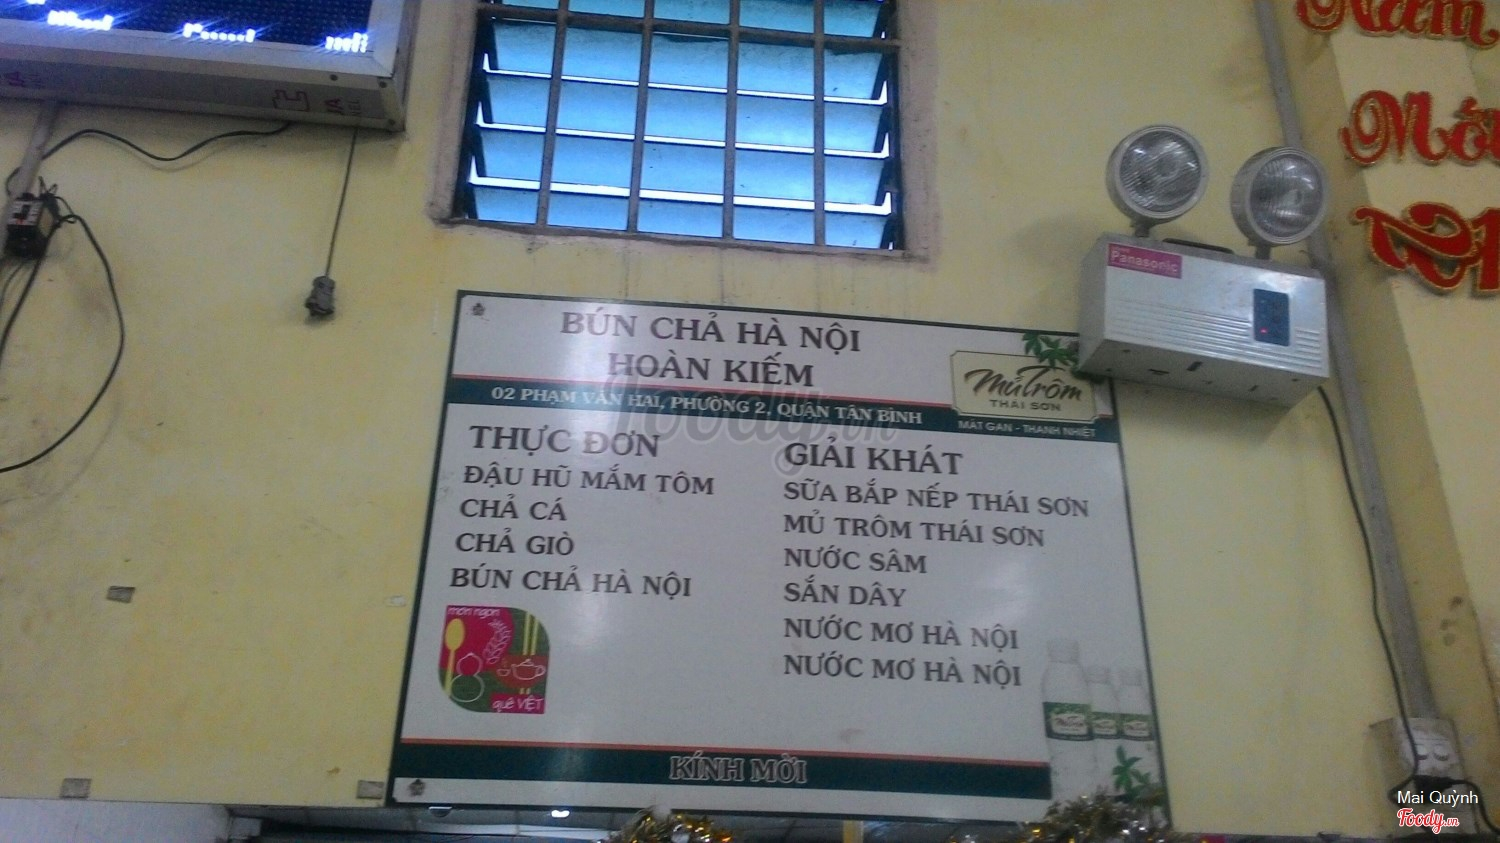 Panasonic
BÚN CHẢ HÀ NỘI
HOÀN KIẾM
02 PHẠM VĂN HAI, PHƯỜNG 2, QUẬN TÂN BÌNH
Mủ Trôm
THÁI SƠN
MÁT GAN - THANH NHIỆT
THỰC ĐƠN
ĐẬU HŨ MẮM TÔM
CHẢ CÁ
CHẢ GIÒ
BÚN CHẢ HÀ NỘI
món ngon
quê VIỆT
GIẢI KHÁT
SỮA BẮP NẾP THÁI SƠN
MỦ TRÔM THÁI SƠN
NƯỚC SÂM
SẮN DÂY
NƯỚC MƠ HÀ NỘI
NƯỚC MƠ HÀ NỘI
KÍNH MỜI
Năm
Foody.vn
Mai Quỳnh
Foody.vn